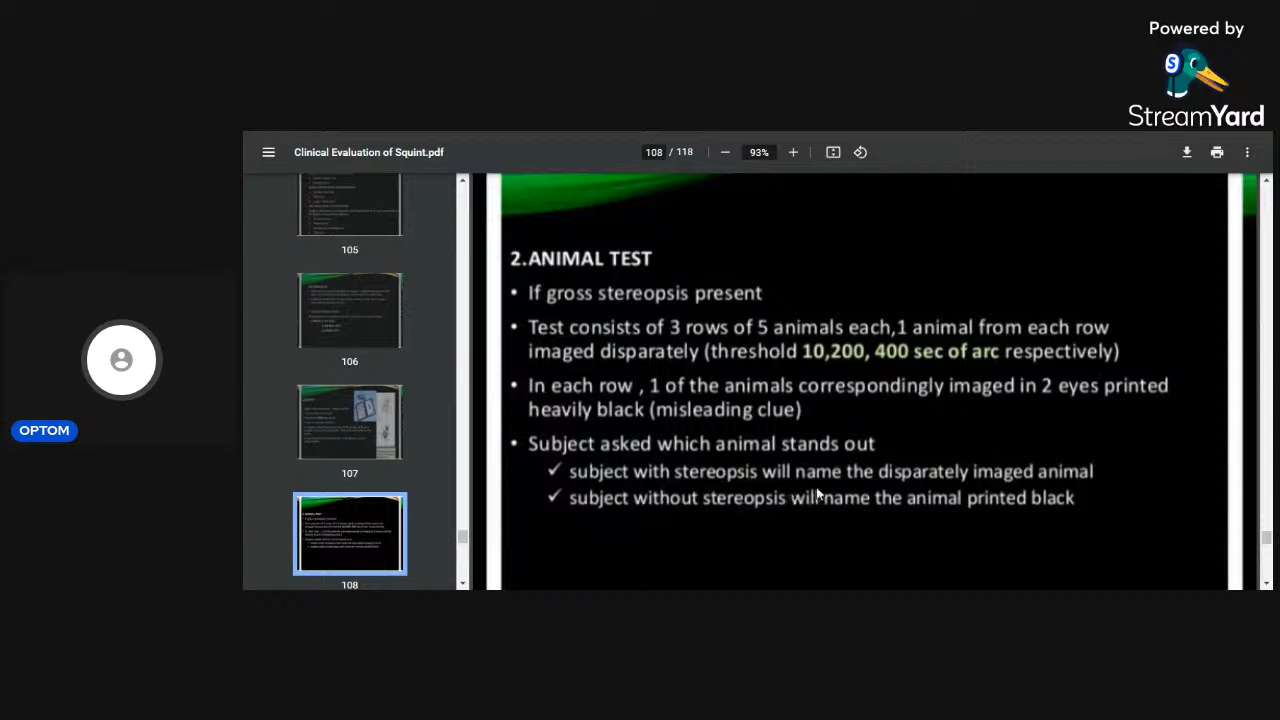 Powered by
S
StreamYard
Clinical Evaluation of Squint.pdf
108 / 118
93%
105
106
107
108
OPTOM
2.ANIMAL TEST
• If gross stereopsis present
• Test consists of 3 rows of 5 animals each,1 animal from each row
imaged disparately (threshold 10,200, 400 sec of arc respectively)
• In each row , 1 of the animals correspondingly imaged in 2 eyes printed
heavily black (misleading clue)
• Subject asked which animal stands out
✓ subject with stereopsis will name the disparately imaged animal
✓ subject without stereopsis will name the animal printed black